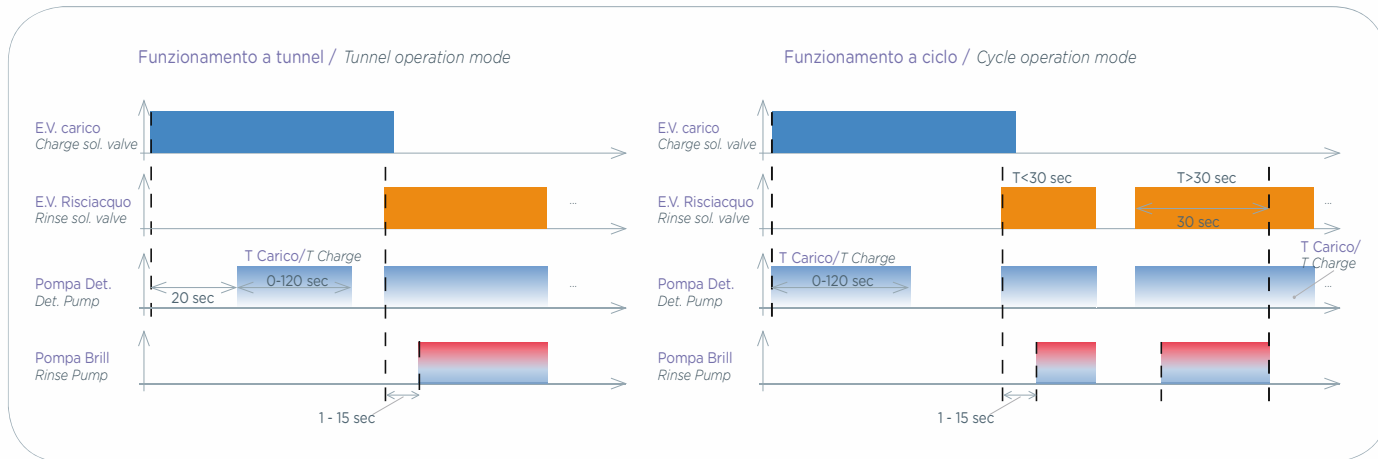 Funzionamento a tunnel / Tunnel operation mode
E.V. carico
Charge sol. valve
E.V. Risciacquo
Rinse sol. valve
...
T Carico/T Charge
Pompa Det.
Det. Pump
0-120 sec
20 sec
...
Pompa Brill
Rinse Pump
1 - 15 sec
Funzionamento a ciclo / Cycle operation mode
E.V. carico
Charge sol. valve
T<30 sec
T>30 sec
E.V. Risciacquo
Rinse sol. valve
...
30 sec
T Carico/T Charge
T Carico/
T Charge
Pompa Det.
Det. Pump
0-120 sec
...
Pompa Brill
Rinse Pump
1 - 15 sec